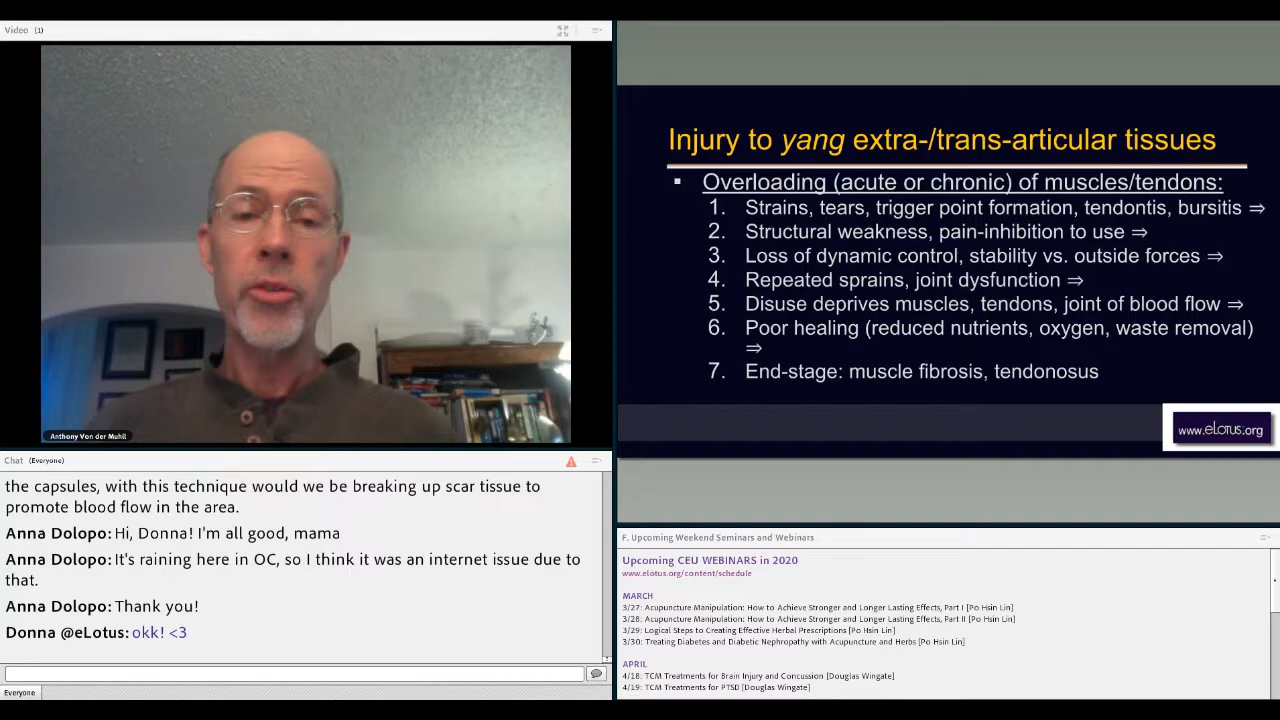 Video (1)
Anthony Von der Muhll
Injury to yang extra-/trans-articular tissues
▪ Overloading (acute or chronic) of muscles/tendons:
1. Strains, tears, trigger point formation, tendontis, bursitis ⇒
2. Structural weakness, pain-inhibition to use ⇒
3. Loss of dynamic control, stability vs. outside forces ⇒
4. Repeated sprains, joint dysfunction ⇒
5. Disuse deprives muscles, tendons, joint of blood flow ⇒
6. Poor healing (reduced nutrients, oxygen, waste removal)
⇒
7. End-stage: muscle fibrosis, tendonosus
www.eLotus.org
Chat (Everyone)
the capsules, with this technique would we be breaking up scar tissue to
promote blood flow in the area.
Anna Dolopo: Hi, Donna! I'm all good, mama
Anna Dolopo: It's raining here in OC, so I think it was an internet issue due to
that.
Anna Dolopo: Thank you!
Donna @eLotus: okk! <3
Everyone
F. Upcoming Weekend Seminars and Webinars
Upcoming CEU WEBINARS in 2020
www.elotus.org/content/schedule
MARCH
3/27: Acupuncture Manipulation: How to Achieve Stronger and Longer Lasting Effects, Part I [Po Hsin Lin]
3/28: Acupuncture Manipulation: How to Achieve Stronger and Longer Lasting Effects, Part II [Po Hsin Lin]
3/29: Logical Steps to Creating Effective Herbal Prescriptions [Po Hsin Lin]
3/30: Treating Diabetes and Diabetic Nephropathy with Acupuncture and Herbs [Po Hsin Lin]
APRIL
4/18: TCM Treatments for Brain Injury and Concussion [Douglas Wingate]
4/19: TCM Treatments for PTSD [Douglas Wingate]